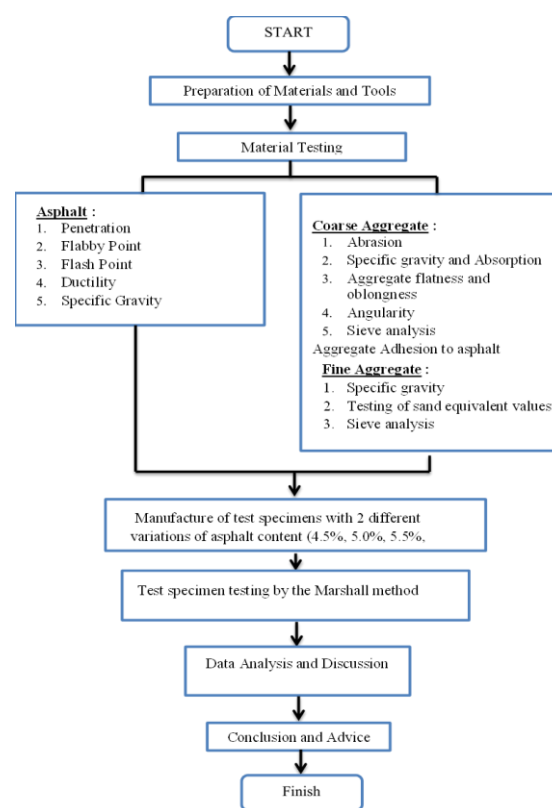 START
Preparation of Materials and Tools
Material Testing
Asphalt :
1. Penetration
2. Flabby Point
3. Flash Point
4. Ductility
5. Specific Gravity
Coarse Aggregate :
1. Abrasion
2. Specific gravity and Absorption
3. Aggregate flatness and
oblongness
4. Angularity
5. Sieve analysis
Aggregate Adhesion to asphalt
Fine Aggregate :
1. Specific gravity
2. Testing of sand equivalent values
3. Sieve analysis
Manufacture of test specimens with 2 different
variations of asphalt content (4.5%, 5.0%, 5.5%,
Test specimen testing by the Marshall method
Data Analysis and Discussion
Conclusion and Advice
Finish